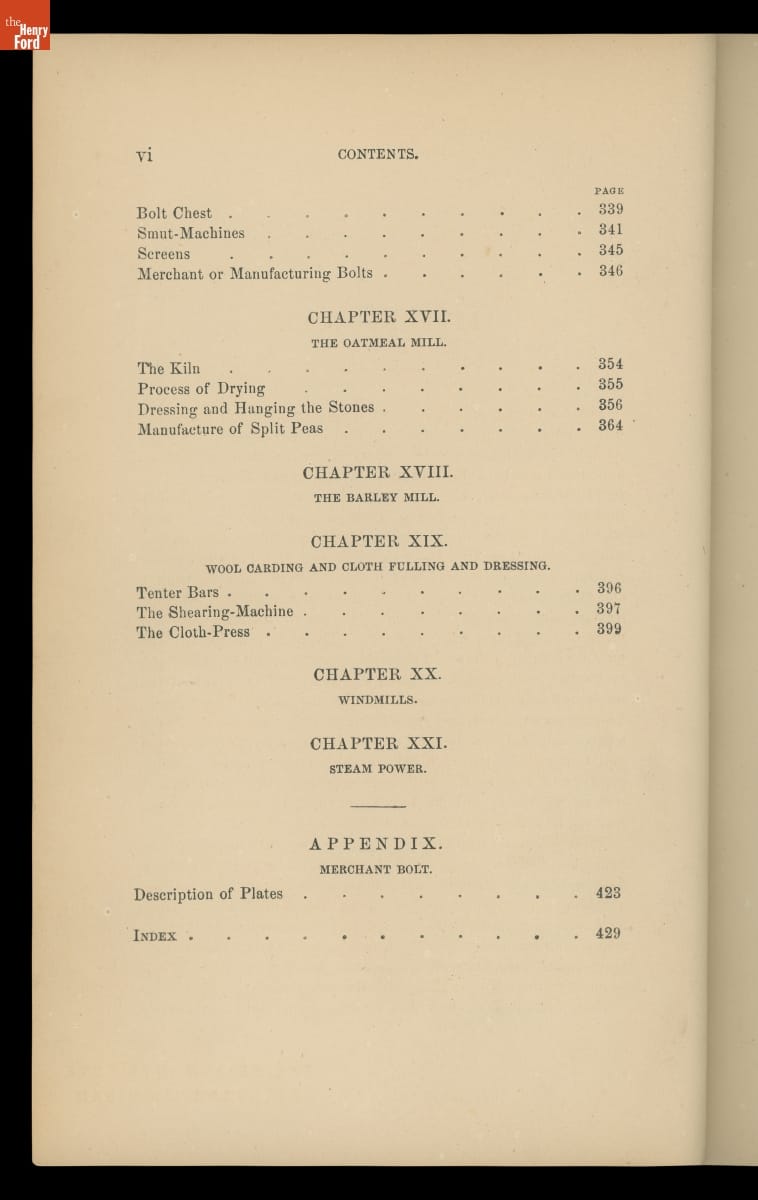 the
Henry
Ford
vi CONTENTS.
PAGE
Bolt Chest . . . . . . . . . . 339
Smut-Machines . . . . . . . . . 341
Screens . . . . . . . . . . 345
Merchant or Manufacturing Bolts . . . . . . 346
CHAPTER XVII.
THE OATMEAL MILL.
The Kiln . . . . . . . . . . 354
Process of Drying . . . . . . . . 355
Dressing and Hanging the Stones . . . . . . 356
Manufacture of Split Peas . . . . . . . 364
CHAPTER XVIII.
THE BARLEY MILL.
CHAPTER XIX.
WOOL CARDING AND CLOTH FULLING AND DRESSING.
Tenter Bars . . . . . . . . . . 396
The Shearing-Machine . . . . . . . . 397
The Cloth-Press . . . . . . . . . 399
CHAPTER XX.
WINDMILLS.
CHAPTER XXI.
STEAM POWER.
APPENDIX.
MERCHANT BOLT.
Description of Plates . . . . . . . . 423
INDEX . . . . . . . . . . . 429